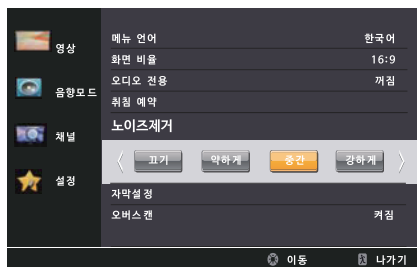 영상
음향모드
채널
설정
메뉴 언어 한국어
화면 비율 16:9
오디오 전용 꺼짐
취침 예약
노이즈제거
끄기 약하게 중간 강하게
자막설정
오버스캔 켜짐
이동 나가기